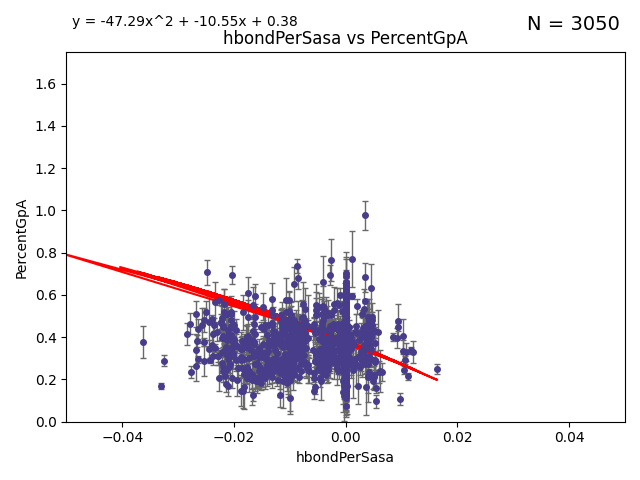 y = -47.29x^2 + -10.55x + 0.38
N = 3050
hbondPerSasa vs PercentGpA
1.6
1.4
1.2
1.0
0.8
0.6
0.4
0.2
0.0
PercentGpA
−0.04
−0.02
0.00
0.02
0.04
hbondPerSasa